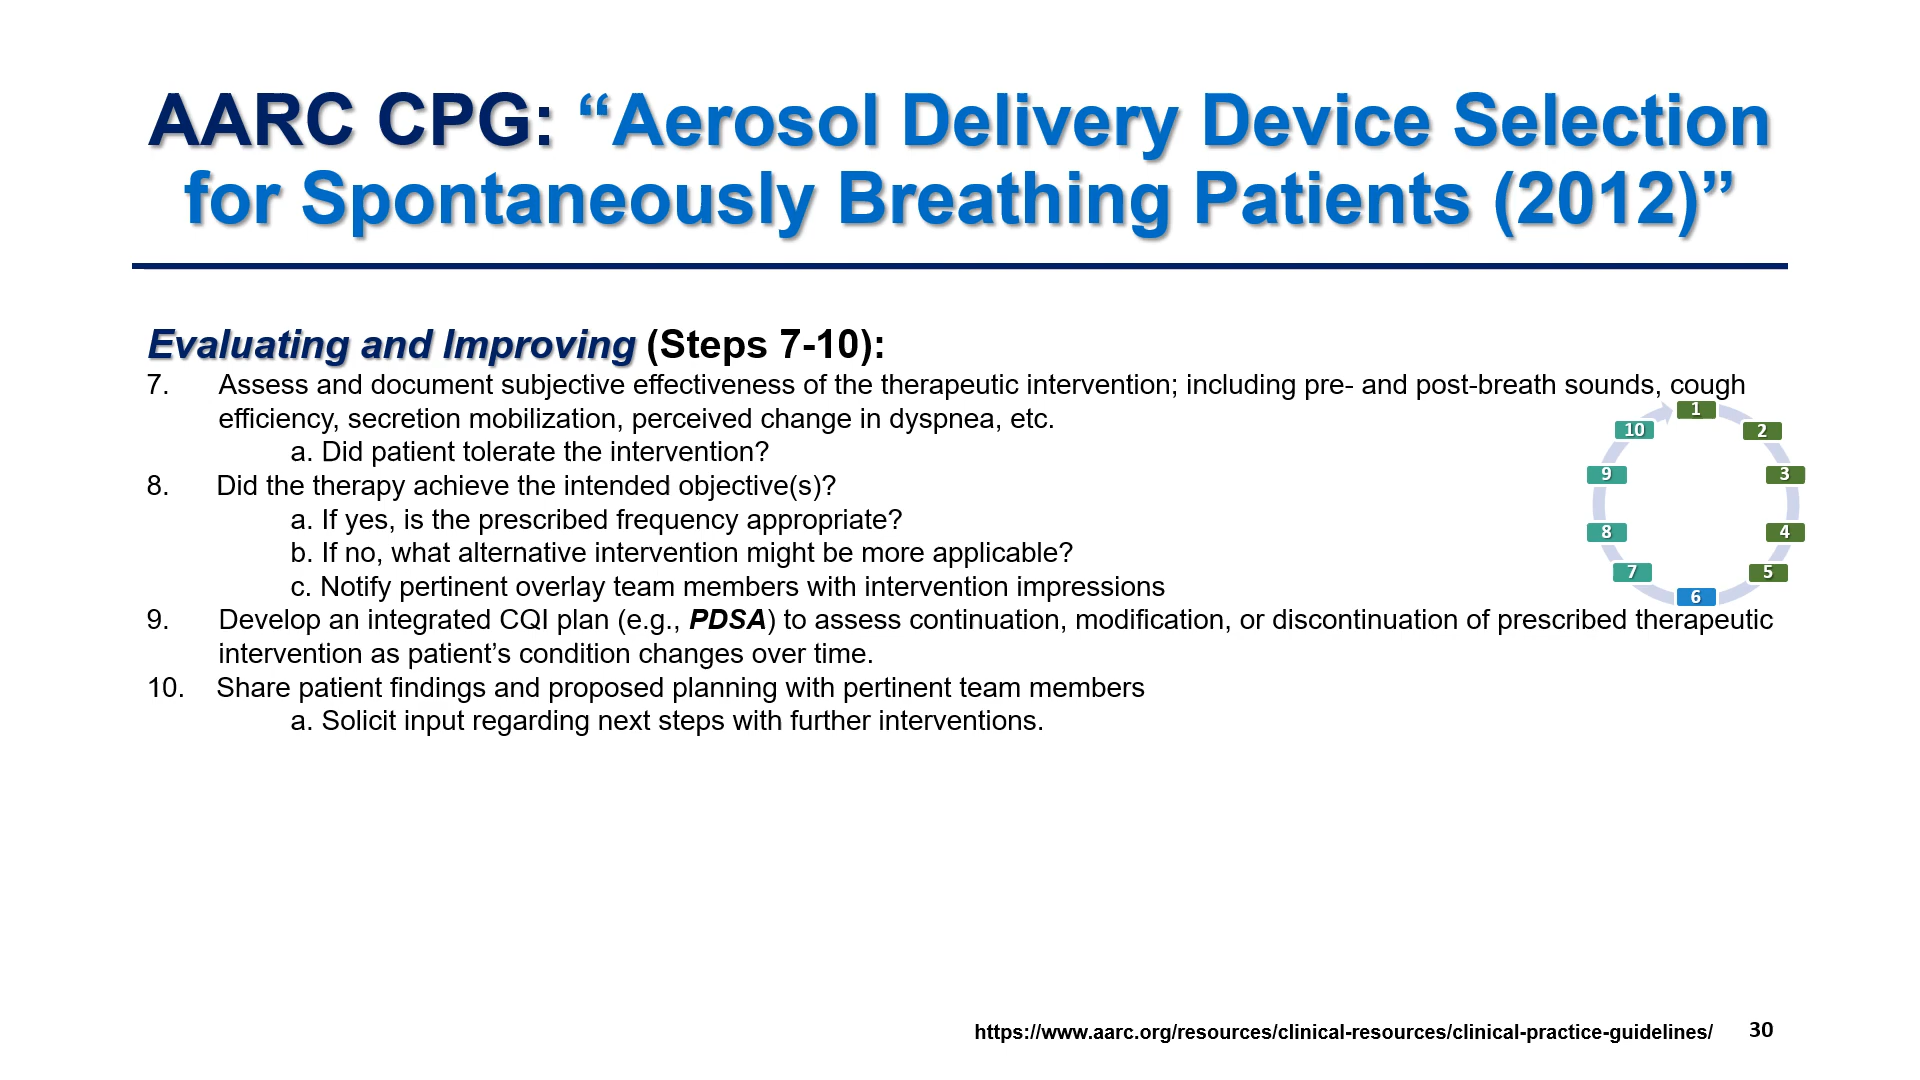 AARC CPG: “Aerosol Delivery Device Selection
for Spontaneously Breathing Patients (2012)”
Evaluating and Improving (Steps 7-10):
7. Assess and document subjective effectiveness of the therapeutic intervention; including pre- and post-breath sounds, cough
efficiency, secretion mobilization, perceived change in dyspnea, etc.
a. Did patient tolerate the intervention?
8. Did the therapy achieve the intended objective(s)?
a. If yes, is the prescribed frequency appropriate?
b. If no, what alternative intervention might be more applicable?
c. Notify pertinent overlay team members with intervention impressions
9. Develop an integrated CQI plan (e.g., PDSA) to assess continuation, modification, or discontinuation of prescribed therapeutic
intervention as patient’s condition changes over time.
10. Share patient findings and proposed planning with pertinent team members
a. Solicit input regarding next steps with further interventions.
1
2
3
4
5
6
7
8
9
10
https://www.aarc.org/resources/clinical-resources/clinical-practice-guidelines/ 30